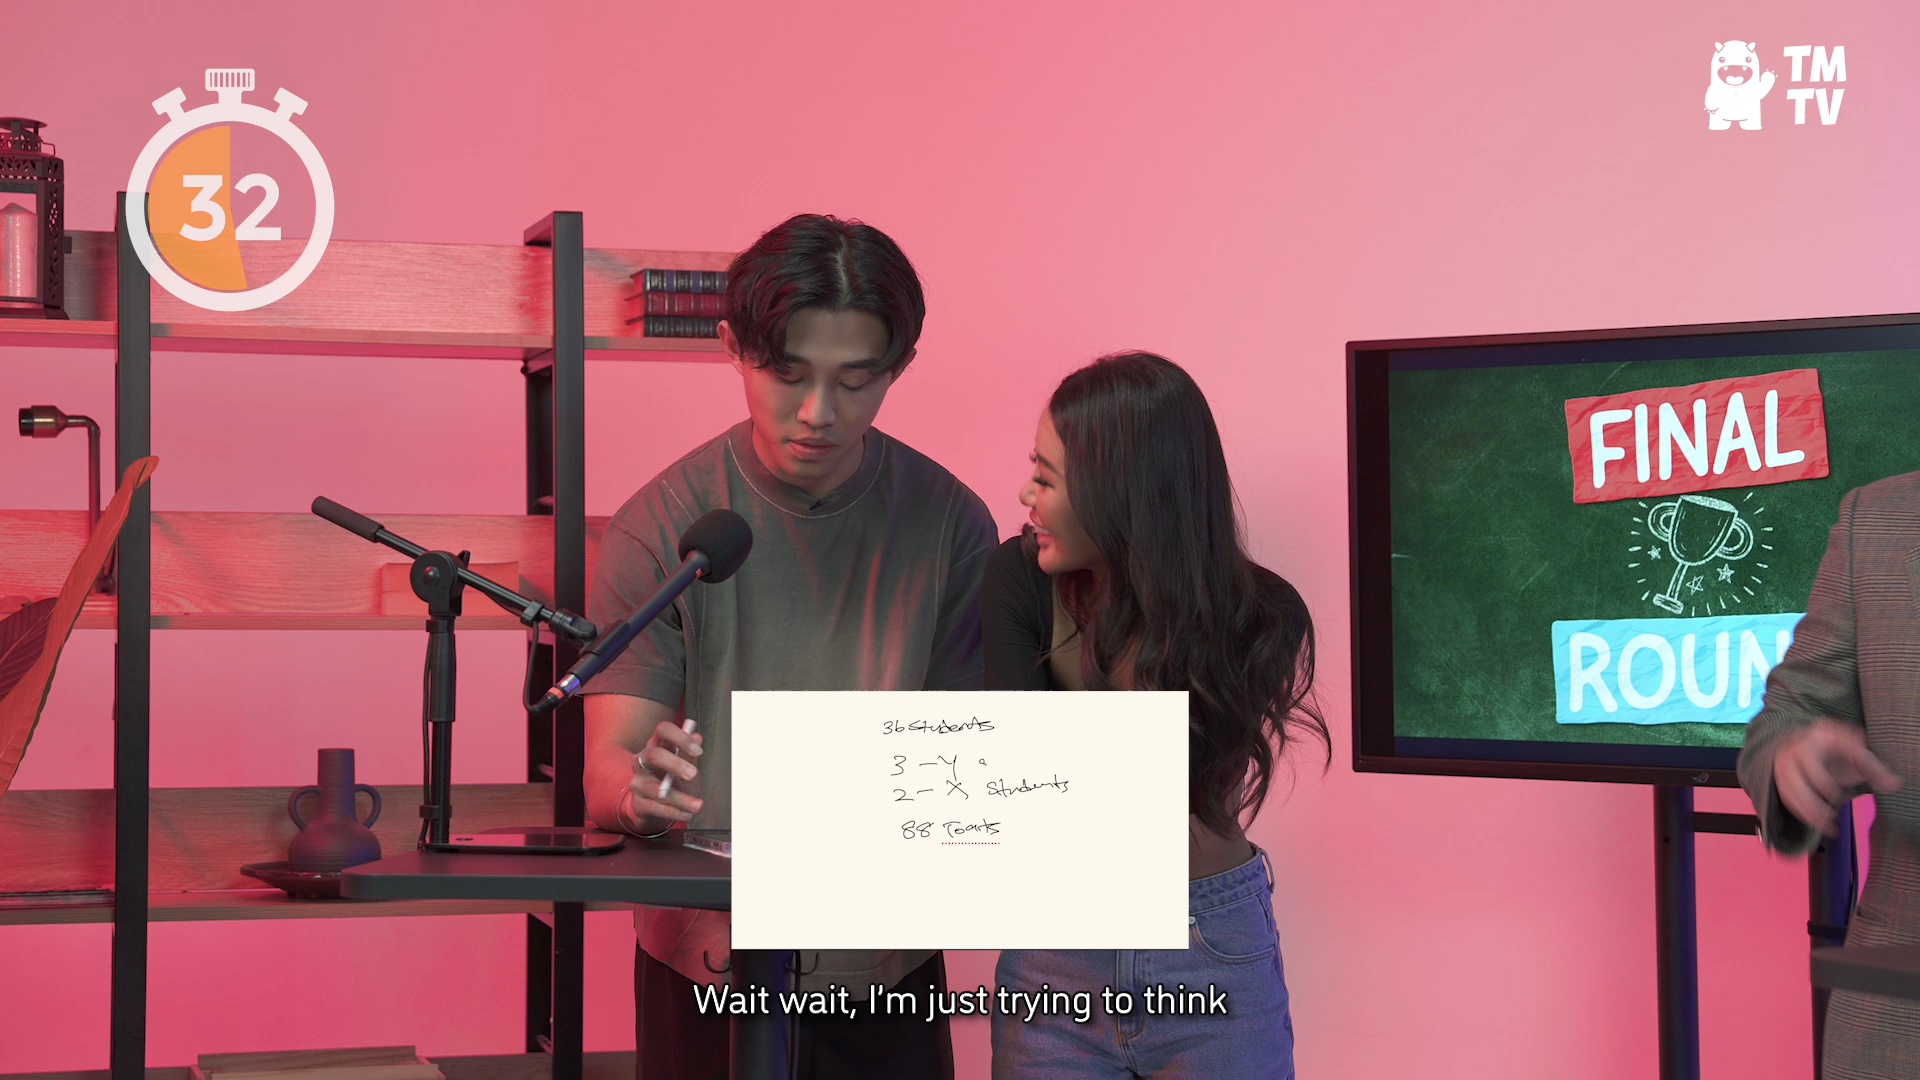 32
TM
TV
FINAL
ROUN
36 Students
3 - Y
2 - X Students
88 Toasts
Wait wait, I'm just trying to think